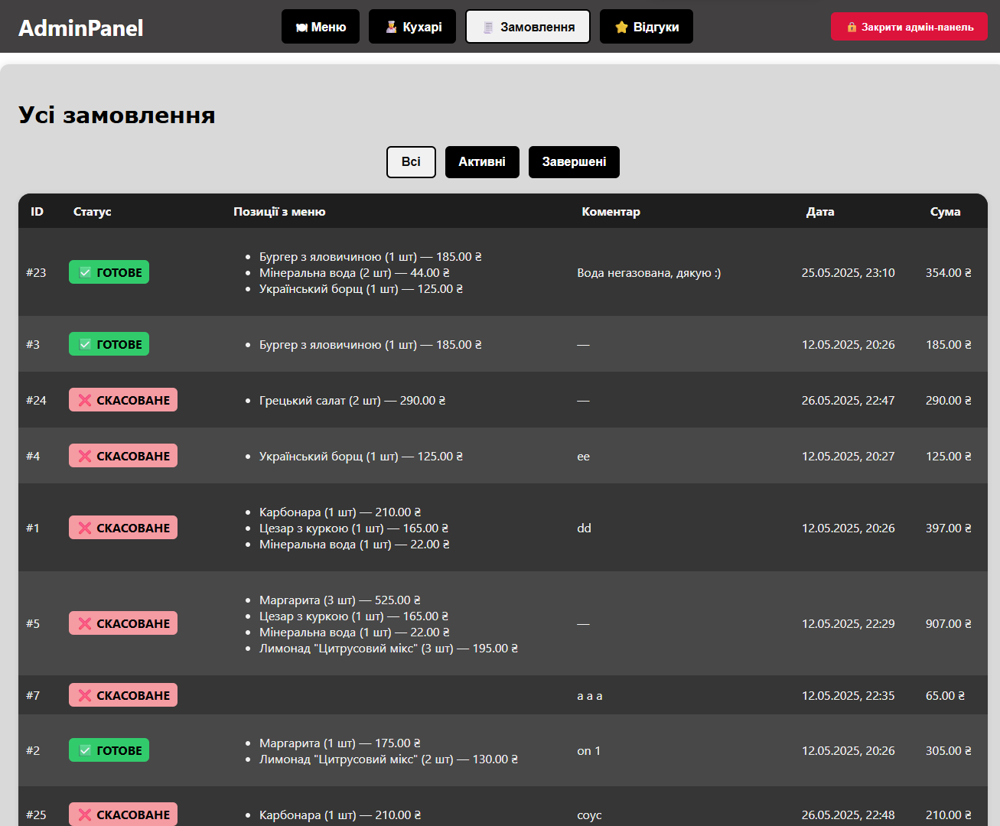 AdminPanel
🍽️ Меню
👨‍🍳 Кухарі
🧾 Замовлення
⭐ Відгуки
🔒 Закрити адмін-панель
Усі замовлення
Всі
Активні
Завершені
ID Статус Позиції з меню Коментар Дата Сума
Бургер з яловичиною (1 шт) — 185.00 ₴
#23 ✅ ГОТОВЕ Мінеральна вода (2 шт) — 44.00 ₴ Вода негазована, дякую :) 25.05.2025, 23:10 354.00 ₴
Український борщ (1 шт) — 125.00 ₴
#3 ✅ ГОТОВЕ Бургер з яловичиною (1 шт) — 185.00 ₴ — 12.05.2025, 20:26 185.00 ₴
#24 ❌ СКАСОВАНЕ Грецький салат (2 шт) — 290.00 ₴ — 26.05.2025, 22:47 290.00 ₴
#4 ❌ СКАСОВАНЕ Український борщ (1 шт) — 125.00 ₴ ее 12.05.2025, 20:27 125.00 ₴
Карбонара (1 шт) — 210.00 ₴
#1 ❌ СКАСОВАНЕ Цезар з куркою (1 шт) — 165.00 ₴ dd 12.05.2025, 20:26 397.00 ₴
Мінеральна вода (1 шт) — 22.00 ₴
Маргарита (3 шт) — 525.00 ₴
Цезар з куркою (1 шт) — 165.00 ₴
#5 ❌ СКАСОВАНЕ — 12.05.2025, 22:29 907.00 ₴
Мінеральна вода (1 шт) — 22.00 ₴
Лимонад "Цитрусовий мікс" (3 шт) — 195.00 ₴
#7 ❌ СКАСОВАНЕ а а а 12.05.2025, 22:35 65.00 ₴
Маргарита (1 шт) — 175.00 ₴
#2 ✅ ГОТОВЕ on 1 12.05.2025, 20:26 305.00 ₴
Лимонад "Цитрусовий мікс" (2 шт) — 130.00 ₴
#25 ❌ СКАСОВАНЕ Карбонара (1 шт) — 210.00 ₴ соус 26.05.2025, 22:48 210.00 ₴